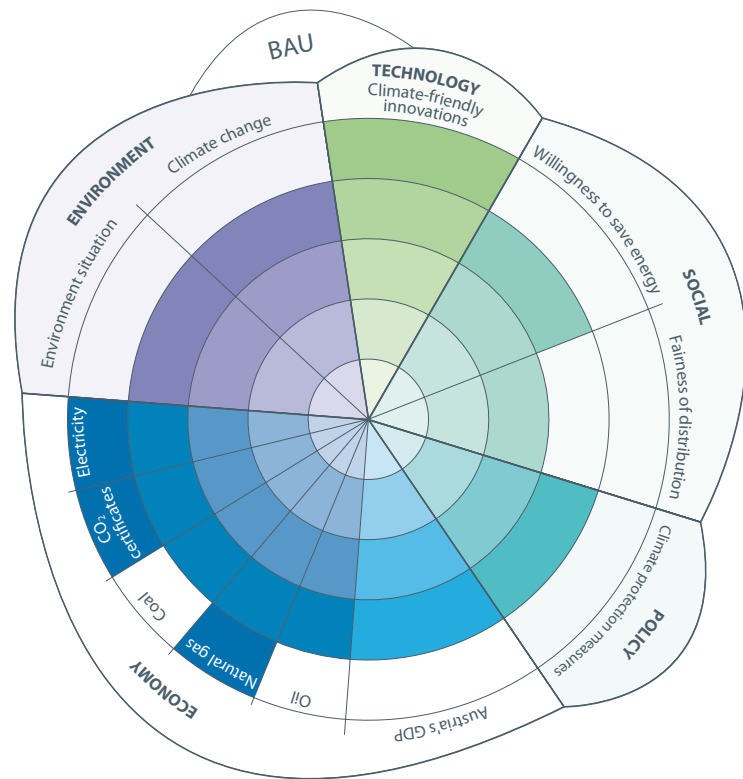 BAU
TECHNOLOGY
Climate-friendly
innovations
ENVIRONMENT
Climate change
Environment situation
SOCIAL
Willingness to save energy
Fairness of distribution
POLICY
Climate protection measures
ECONOMY
Electricity
CO₂
certificates
Coal
Natural gas
Oil
Austria's GDP